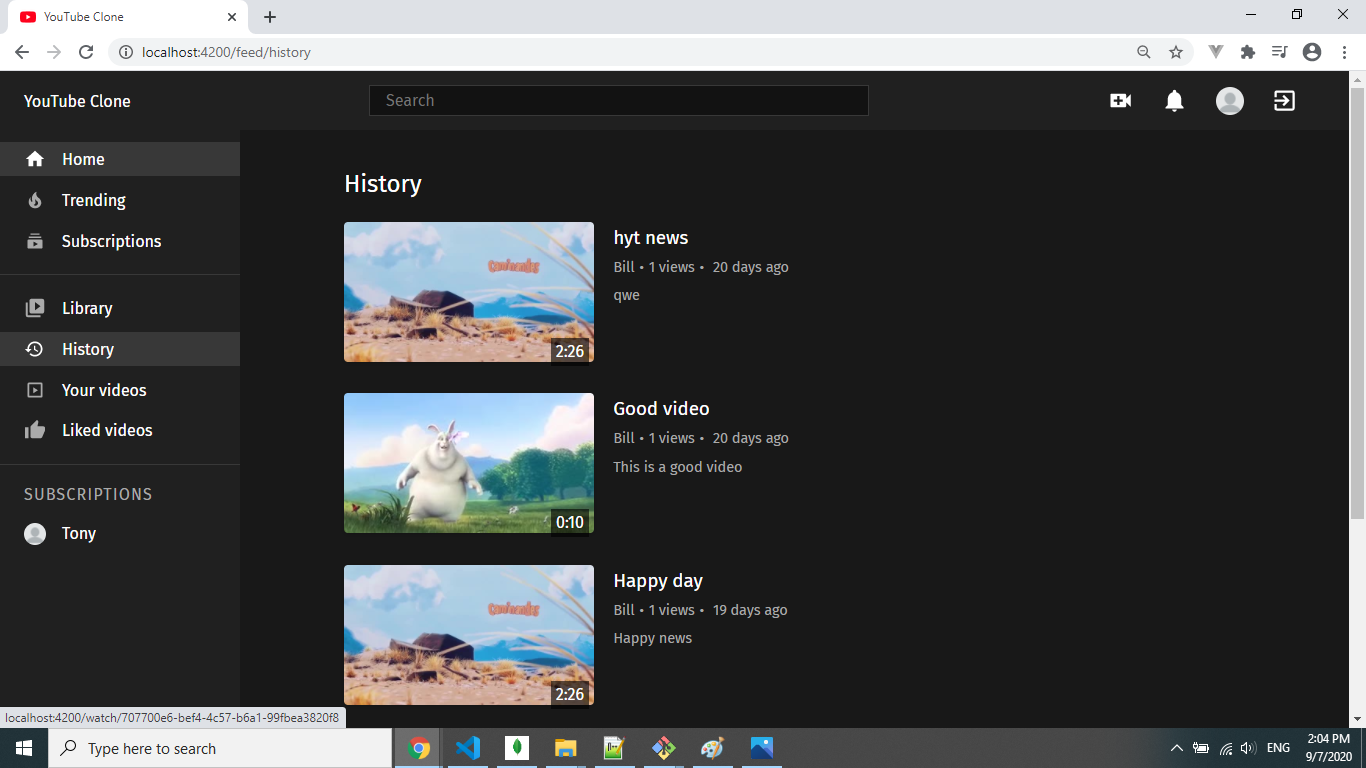 YouTube Clone
localhost:4200/feed/history
YouTube Clone
Search
Home
Trending
Subscriptions
Library
History
Your videos
Liked videos
SUBSCRIPTIONS
Tony
History
2:26
hyt news
Bill • 1 views • 20 days ago
qwe
0:10
Good video
Bill • 1 views • 20 days ago
This is a good video
2:26
Happy day
Bill • 1 views • 19 days ago
Happy news
localhost:4200/watch/707700e6-bef4-4c57-b6a1-99fbea3820f8
Type here to search
ENG
2:04 PM
9/7/2020